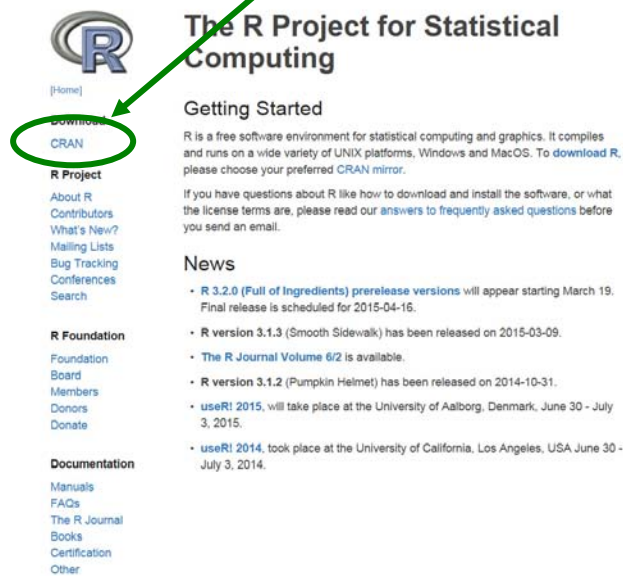 R
The R Project for Statistical
Computing
[Home]
Download
CRAN
R Project
About R
Contributors
What's New?
Mailing Lists
Bug Tracking
Conferences
Search
R Foundation
Foundation
Board
Members
Donors
Donate
Documentation
Manuals
FAQs
The R Journal
Books
Certification
Other
Getting Started
R is a free software environment for statistical computing and graphics. It compiles
and runs on a wide variety of UNIX platforms, Windows and MacOS. To download R,
please choose your preferred CRAN mirror.
If you have questions about R like how to download and install the software, or what
the license terms are, please read our answers to frequently asked questions before
you send an email.
News
• R 3.2.0 (Full of Ingredients) prerelease versions will appear starting March 19.
Final release is scheduled for 2015-04-16.
• R version 3.1.3 (Smooth Sidewalk) has been released on 2015-03-09.
• The R Journal Volume 6/2 is available.
• R version 3.1.2 (Pumpkin Helmet) has been released on 2014-10-31.
• useR! 2015, will take place at the University of Aalborg, Denmark, June 30 - July
3, 2015.
• useR! 2014, took place at the University of California, Los Angeles, USA June 30 -
July 3, 2014.